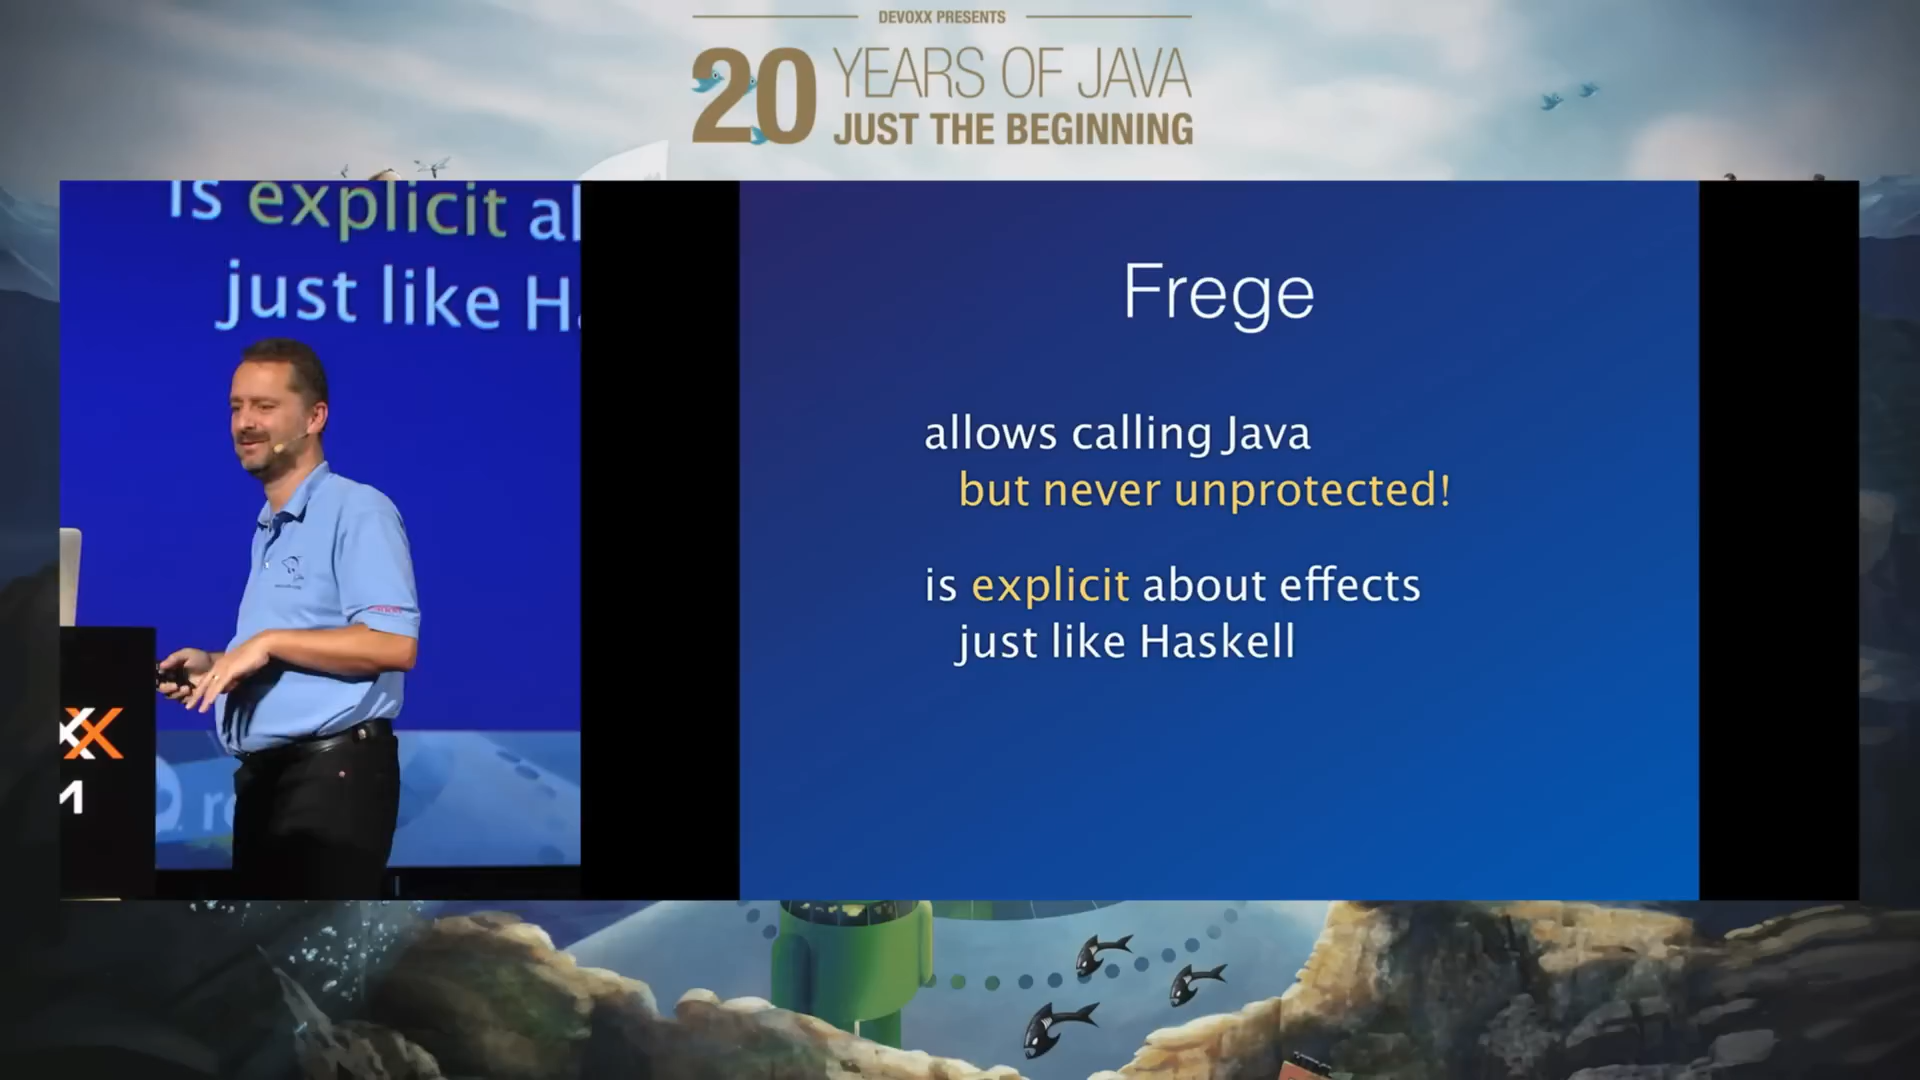 DEVOXX PRESENTS
20 YEARS OF JAVA
JUST THE BEGINNING
is explicit
just like
Frege
allows calling Java
but never unprotected!
is explicit about effects
just like Haskell